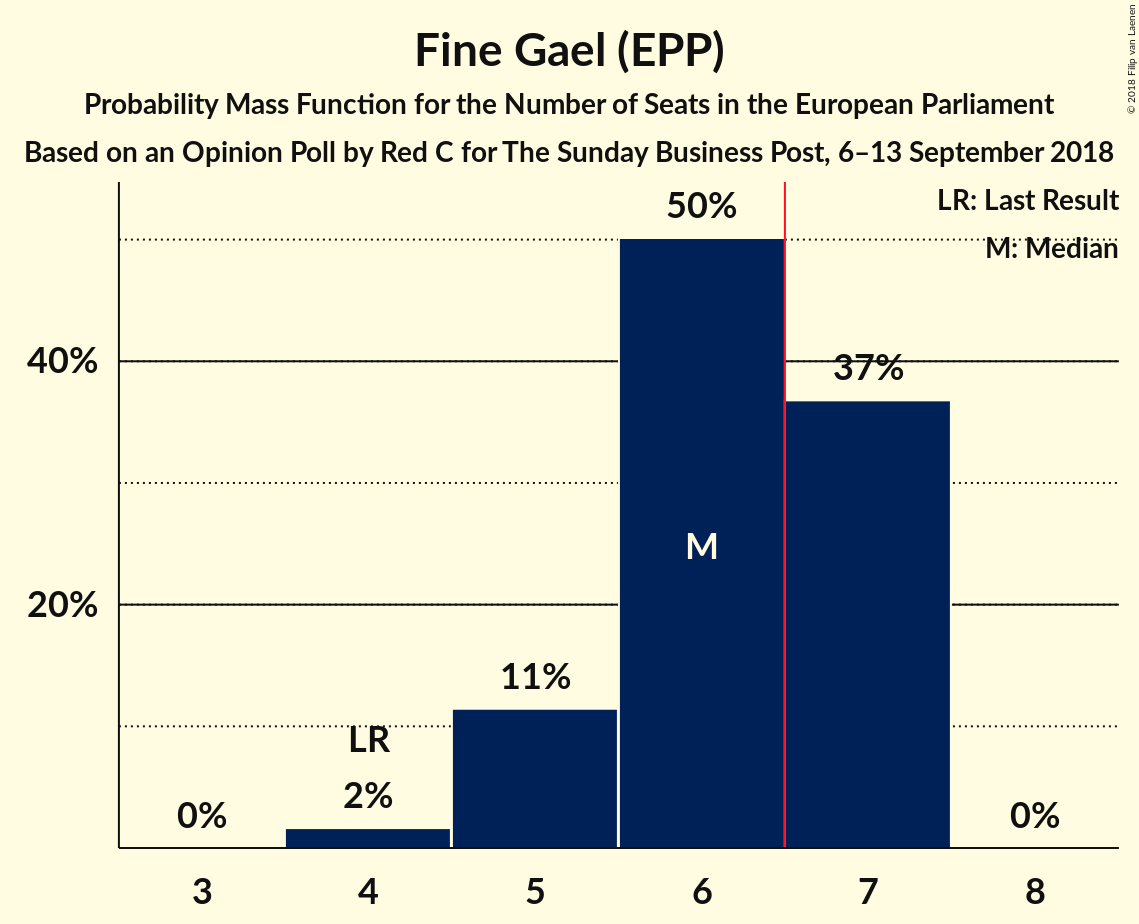 Fine Gael (EPP)
Probability Mass Function for the Number of Seats in the European Parliament
Based on an Opinion Poll by Red C for The Sunday Business Post, 6–13 September 2018
© 2018 Filip van Laenen
LR: Last Result
M: Median
50%
40%
37%
M
20%
11%
LR
2%
0%
0%
3 4 5 6 7 8